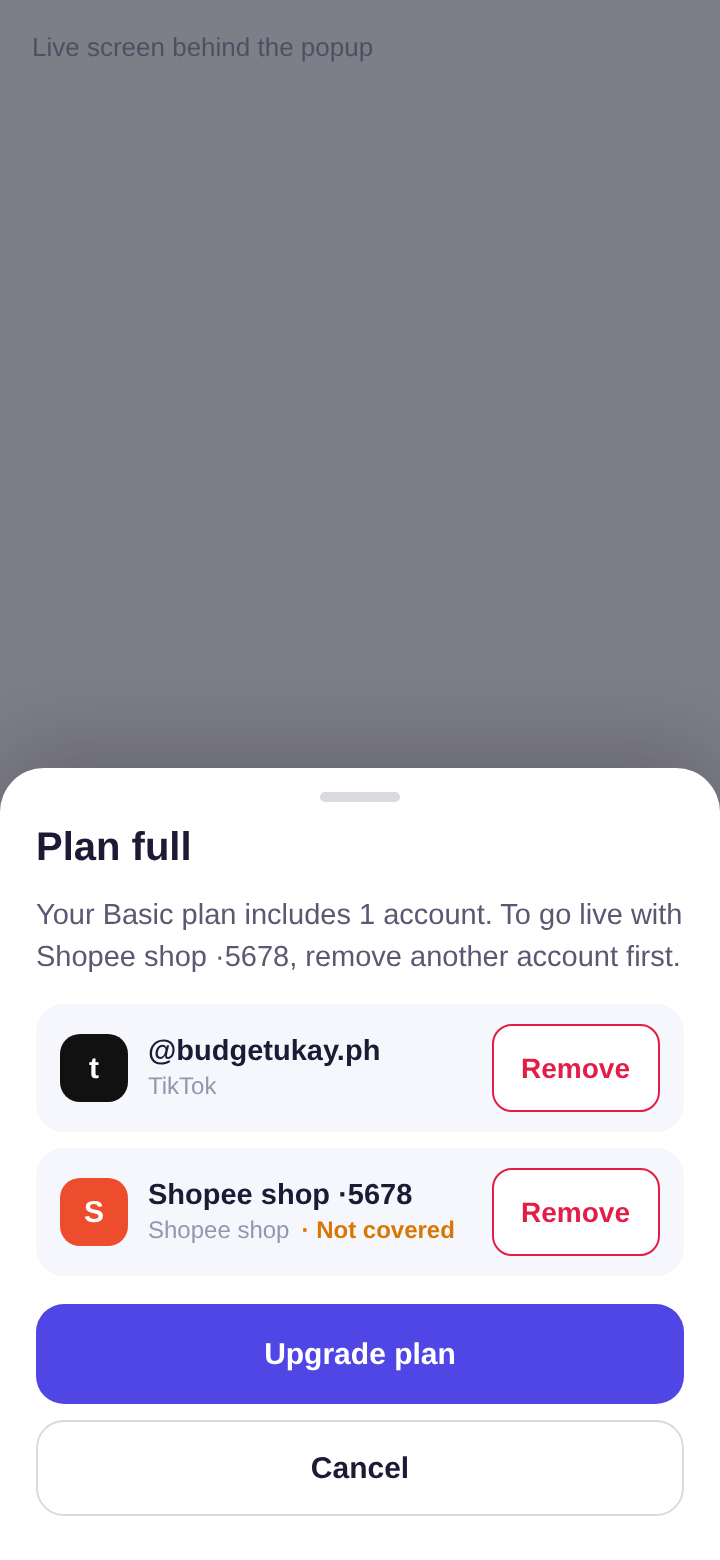 Live screen behind the popup
Plan full
Your Basic plan includes 1 account. To go live with
Shopee shop ·5678, remove another account first.
t
@budgetukay.ph
TikTok
Remove
S
Shopee shop ·5678
Shopee shop · Not covered
Remove
Upgrade plan
Cancel